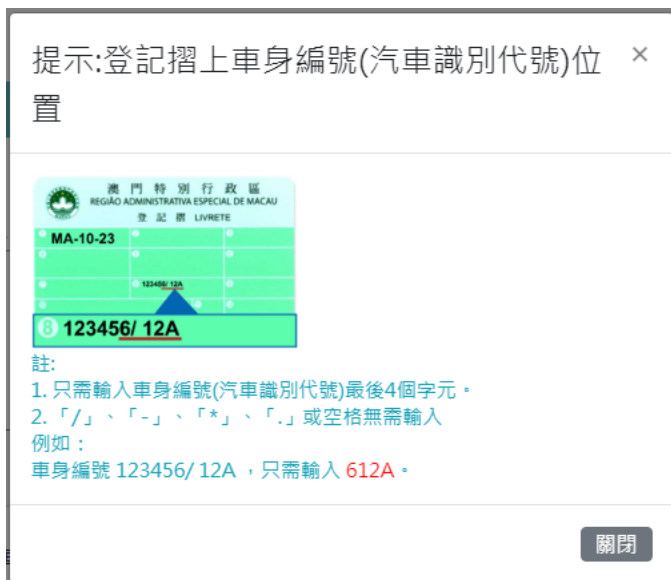 提示:登記摺上車身編號(汽車識別代號)位
置
×
澳門特別行政區
REGIÃO ADMINISTRATIVA ESPECIAL DE MACAU
登記摺 LIVRETE
MA-10-23
123456/ 12A
8 123456/ 12A
註:
1. 只需輸入車身編號(汽車識別代號)最後4個字元。
2. 「/」、「-」、「*」、「.」或空格無需輸入
例如：
車身編號 123456/ 12A ，只需輸入 612A。
關閉